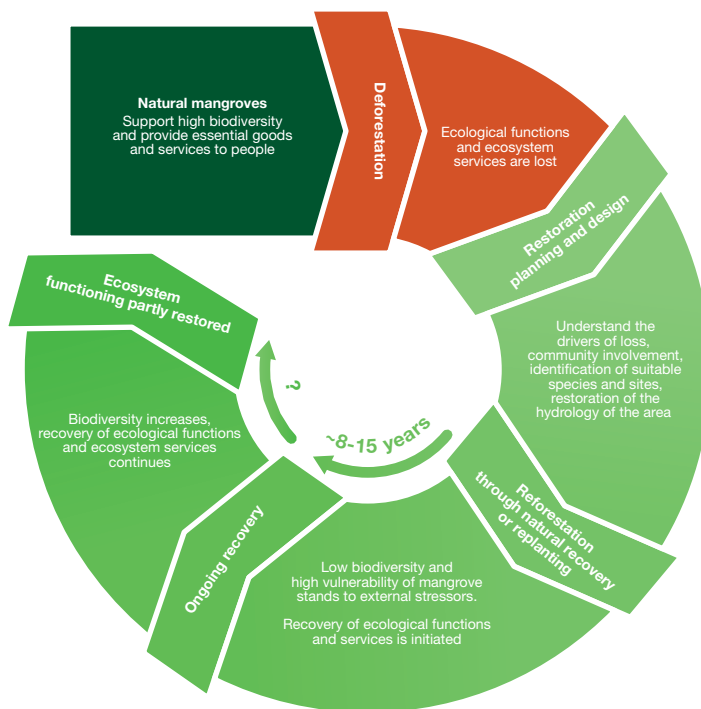 Natural mangroves
Support high biodiversity
and provide essential goods
and services to people
Deforestation
Ecological functions
and ecosystem
services are lost
Restoration
planning and design
Understand the
drivers of loss,
community involvement,
identification of suitable
species and sites,
restoration of the
hydrology of the area
Reforestation
through natural recovery
or replanting
~8-15 years
Low biodiversity and
high vulnerability of mangrove
stands to external stressors.
Recovery of ecological functions
and services is initiated
Ongoing recovery
?
Biodiversity increases,
recovery of ecological functions
and ecosystem services
continues
Ecosystem
functioning partly restored